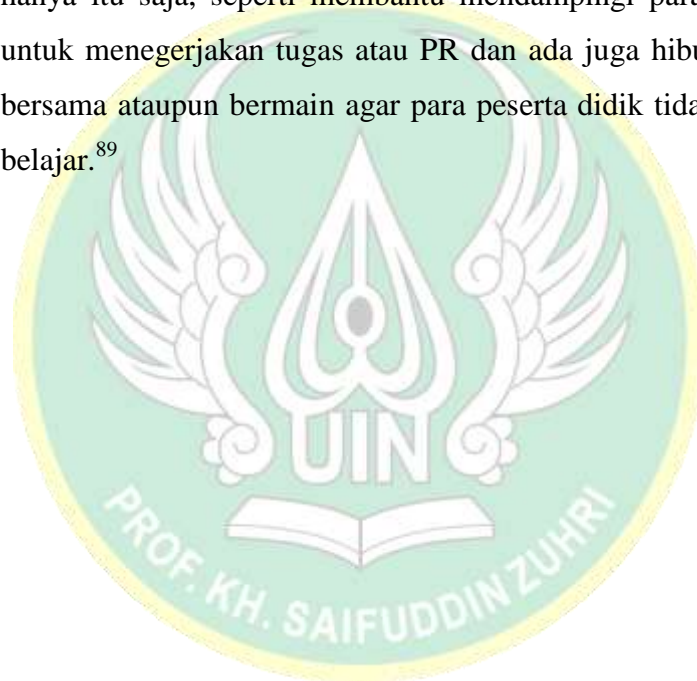 hanya itu saja, seperti membantu mendampingi para
untuk menegerjakan tugas atau PR dan ada juga hibu
bersama ataupun bermain agar para peserta didik tida
belajar.89
UIN
PROF. KH. SAIFUDDIN ZUHRI